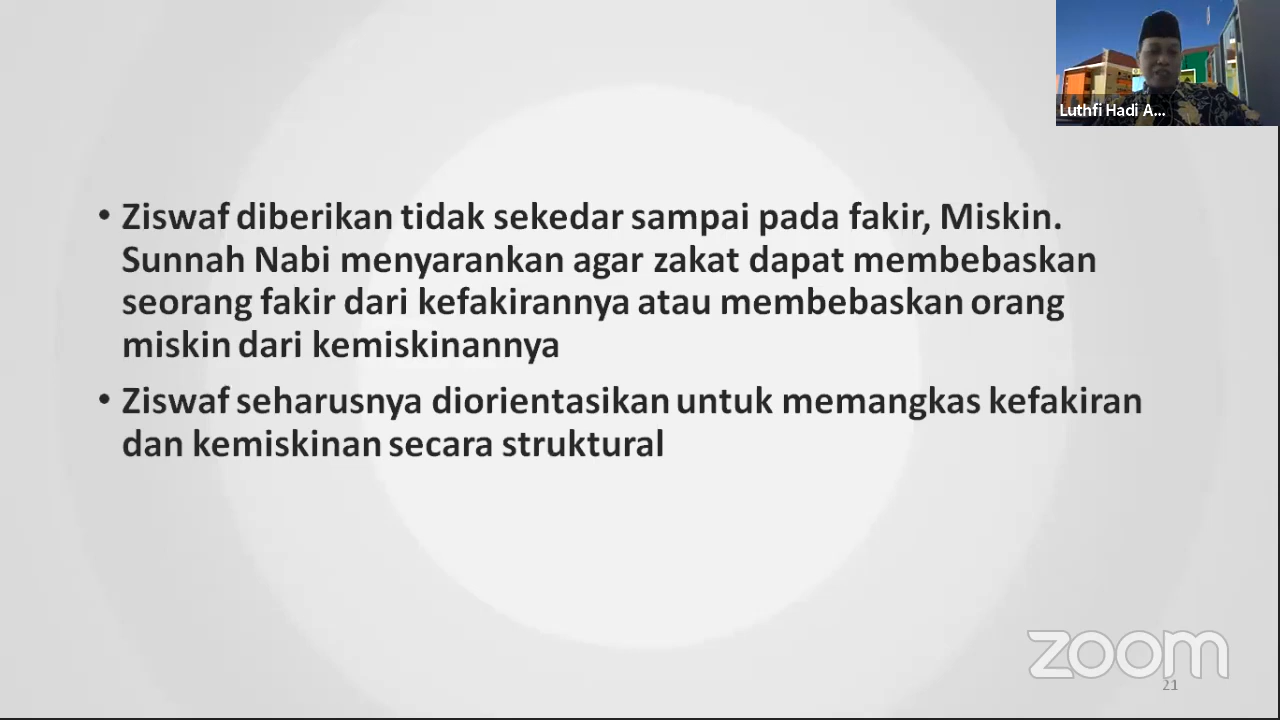 Luthfi Hadi A...
• Ziswaf diberikan tidak sekedar sampai pada fakir, Miskin.
Sunnah Nabi menyarankan agar zakat dapat membebaskan
seorang fakir dari kefakirannya atau membebaskan orang
miskin dari kemiskinannya
• Ziswaf seharusnya diorientasikan untuk memangkas kefakiran
dan kemiskinan secara struktural
zoom
21